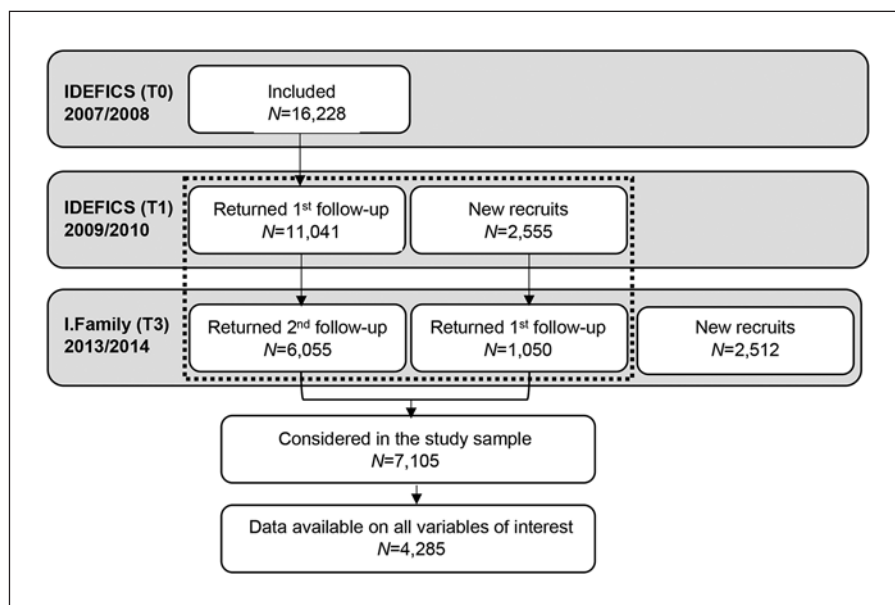 IDEFICS (T0)
2007/2008
Included
N=16,228
IDEFICS (T1)
2009/2010
Returned 1st follow-up
N=11,041
New recruits
N=2,555
I.Family (T3)
2013/2014
Returned 2nd follow-up
N=6,055
Returned 1st follow-up
N=1,050
New recruits
N=2,512
Considered in the study sample
N=7,105
Data available on all variables of interest
N=4,285